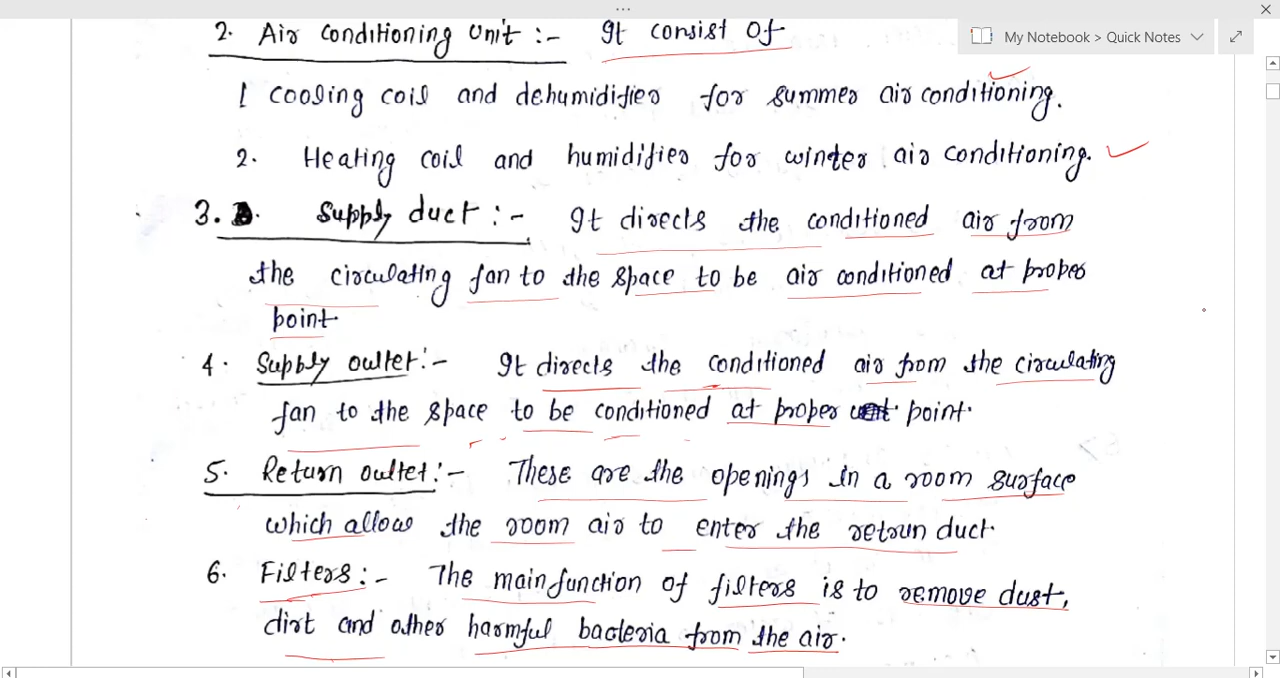 My Notebook > Quick Notes
2. Air Conditioning Unit :- It consist of
1 cooling coil and dehumidifier for summer air conditioning.
2. Heating coil and humidifier for winter air conditioning.
3. Supply duct :- It directs the conditioned air from
the circulating fan to the space to be air conditioned at proper
point
4. Supply outlet :- It directs the conditioned air from the circulating
fan to the space to be conditioned at proper point.
5. Return outlet :- These are the openings in a room surface
which allow the room air to enter the retrun duct.
6. Filters :- The main function of filters is to remove dust,
dirt and other harmful bacteria from the air.